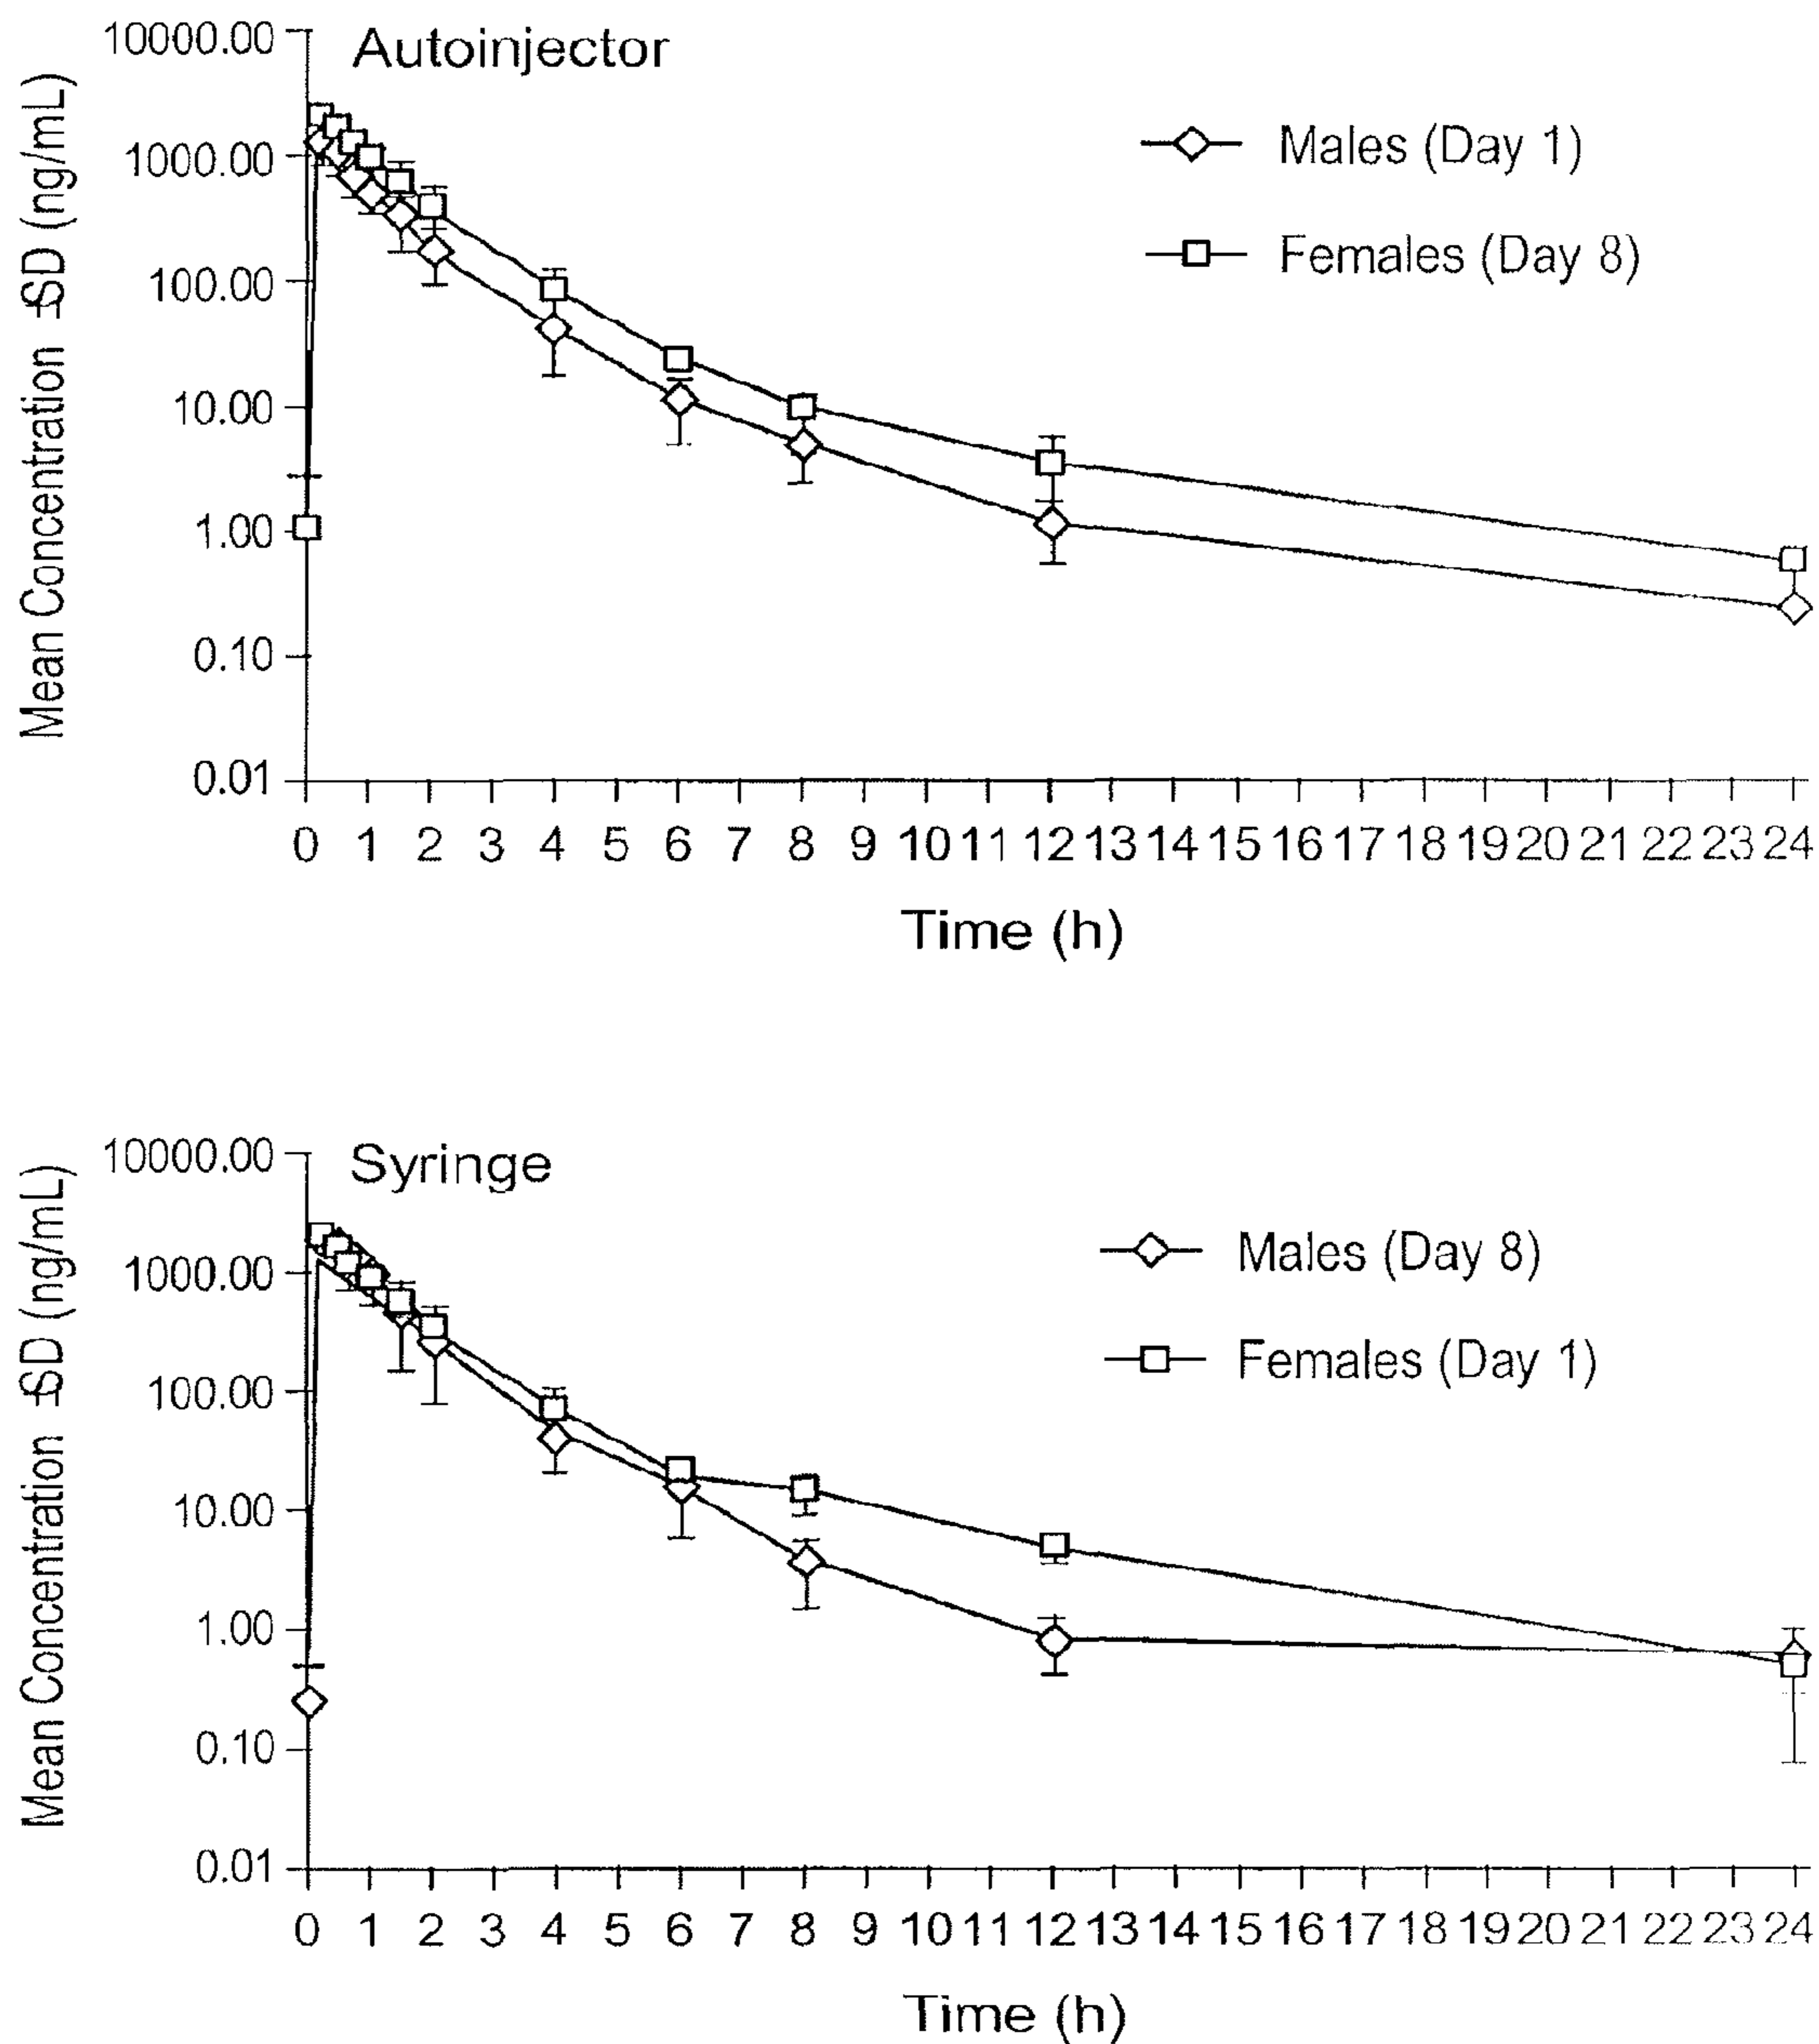 Autoinjector
10000.00
1000.00
100.00
10.00
1.00
0.10
0.01
Mean Concentration ±SD (ng/mL)
Males (Day 1)
Females (Day 8)
0 1 2 3 4 5 6 7 8 9 10 11 12 13 14 15 16 17 18 19 20 21 22 23 24
Time (h)
Syringe
10000.00
1000.00
100.00
10.00
1.00
0.10
0.01
Mean Concentration ±SD (ng/mL)
Males (Day 8)
Females (Day 1)
0 1 2 3 4 5 6 7 8 9 10 11 12 13 14 15 16 17 18 19 20 21 22 23 24
Time (h)